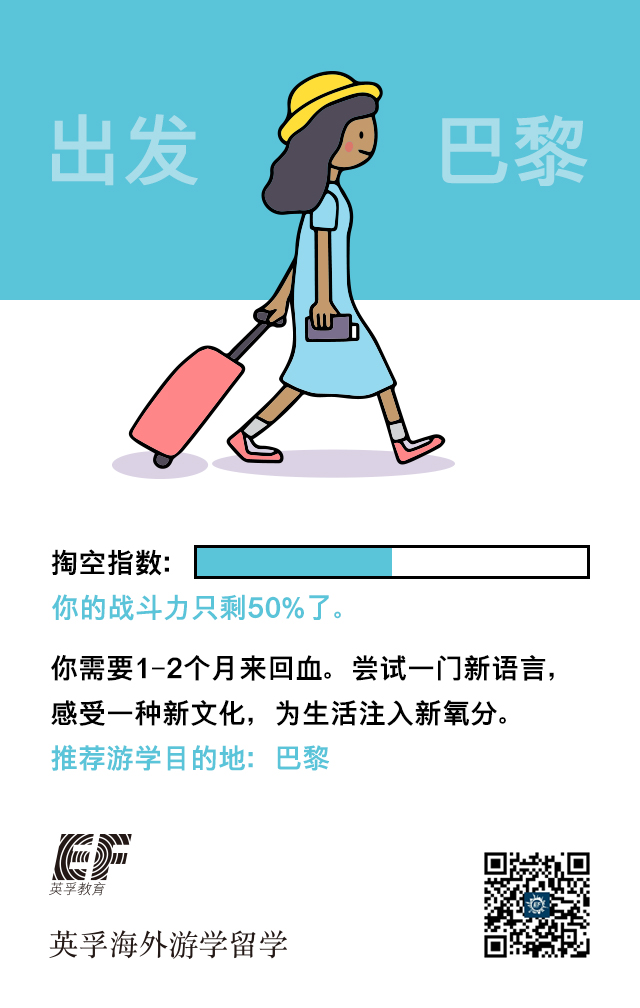 出发 巴黎
掏空指数:
你的战斗力只剩50%了。
你需要1-2个月来回血。尝试一门新语言,
感受一种新文化，为生活注入新氧分。
推荐游学目的地: 巴黎
EF
英孚教育
英孚海外游学留学